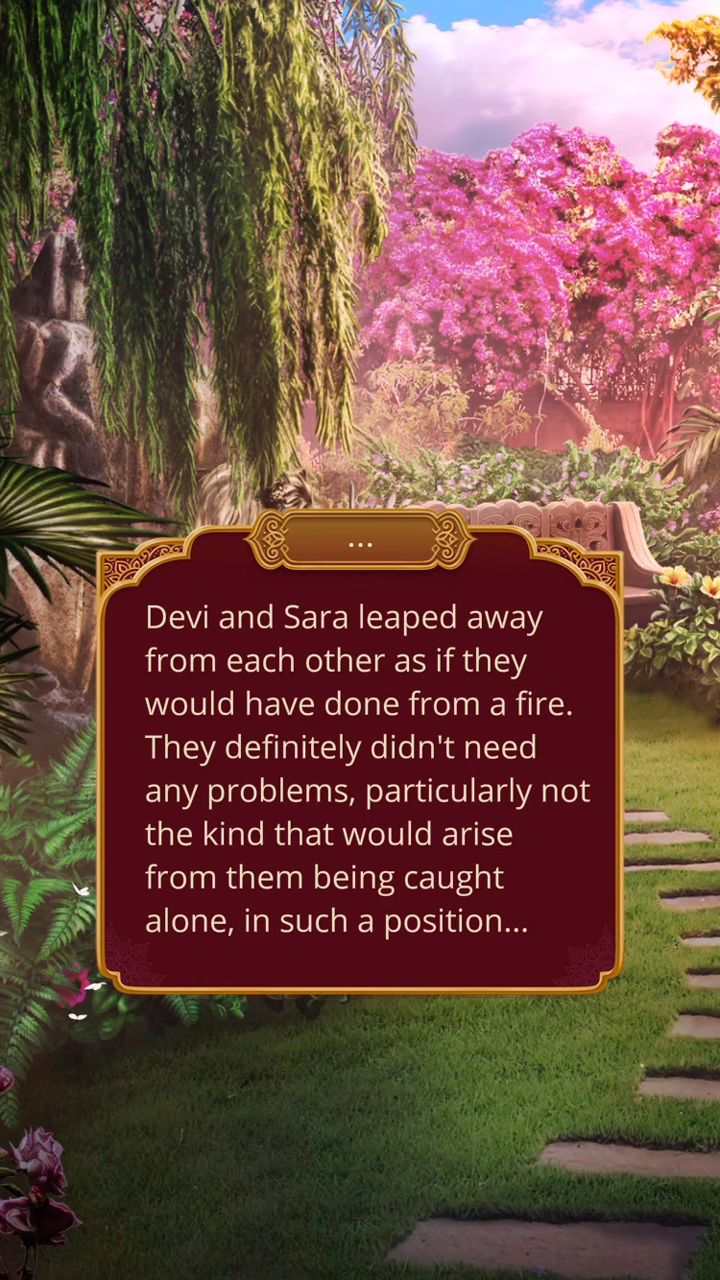 ...
Devi and Sara leaped away
from each other as if they
would have done from a fire.
They definitely didn't need
any problems, particularly not
the kind that would arise
from them being caught
alone, in such a position...